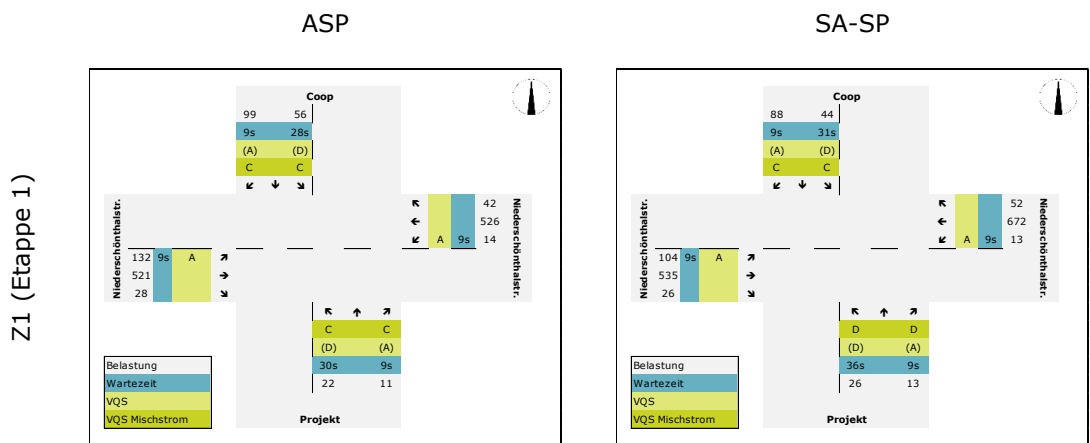 ASP
SA-SP
Z1 (Etappe 1)
Coop
99 56
9s 28s
(A) (D)
C C
Niederschönthalstr.
42
526
A 9s 14
Niederschönthalstr.
132 9s A
521
28
C C
(D) (A)
30s 9s
22 11
Projekt
Belastung
Wartezeit
VQS
VQS Mischstrom
Coop
88 44
9s 31s
(A) (D)
C C
Niederschönthalstr.
52
672
A 9s 13
Niederschönthalstr.
104 9s A
535
26
D D
(D) (A)
36s 9s
26 13
Projekt
Belastung
Wartezeit
VQS
VQS Mischstrom